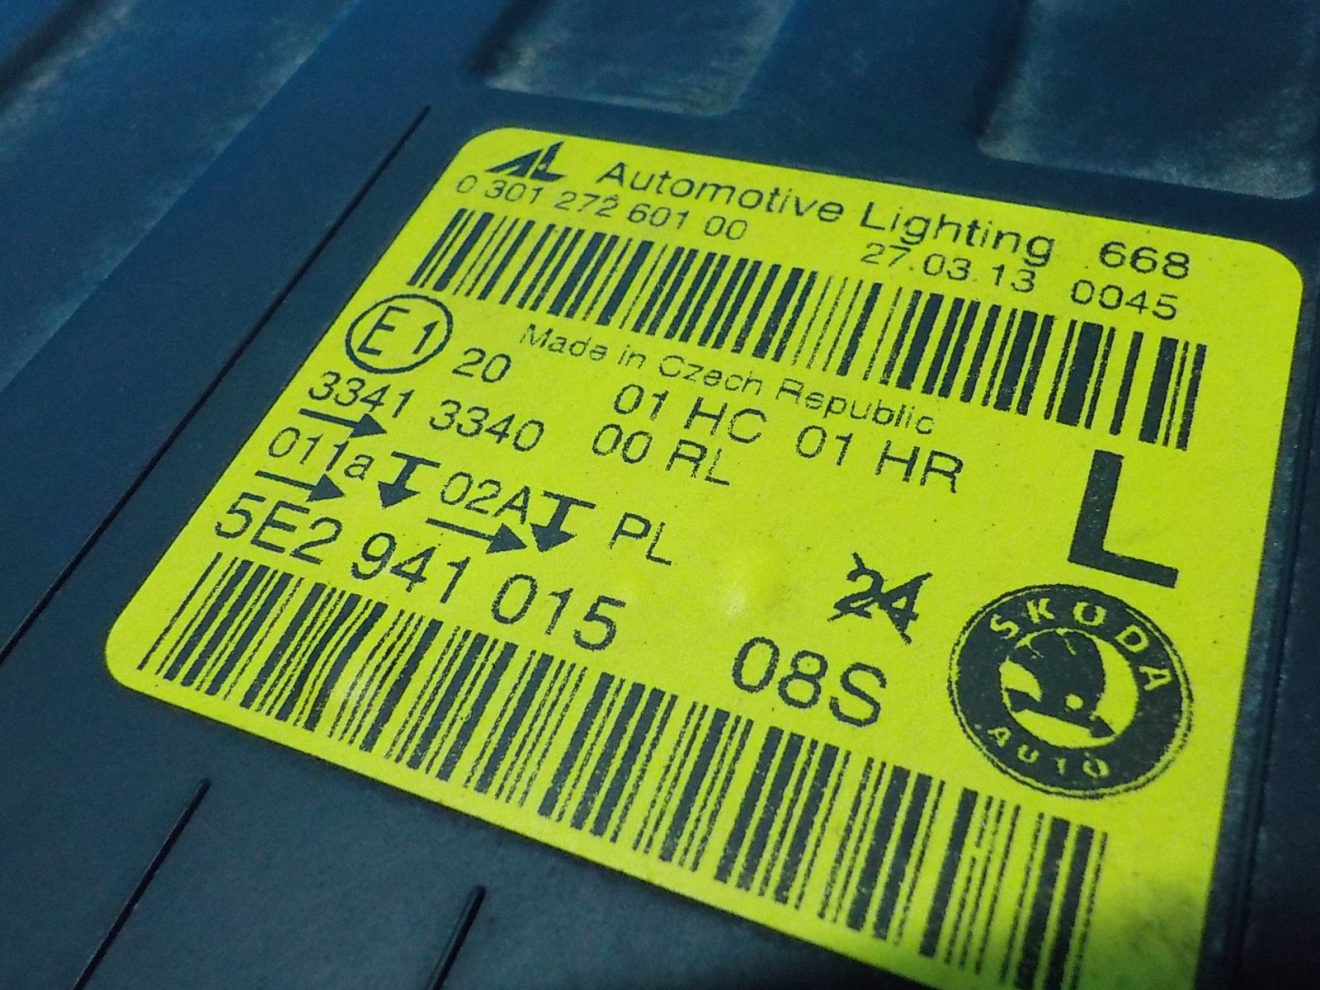 AL Automotive Lighting 668
0 301 272 601 00 27.03.13 0045
Made in Czech Republic
E1 20 01 HC 01 HR
3341 3340 00 RL
L
011a 02A PL
24
5E2 941 015 08S
SKODA
AUTO